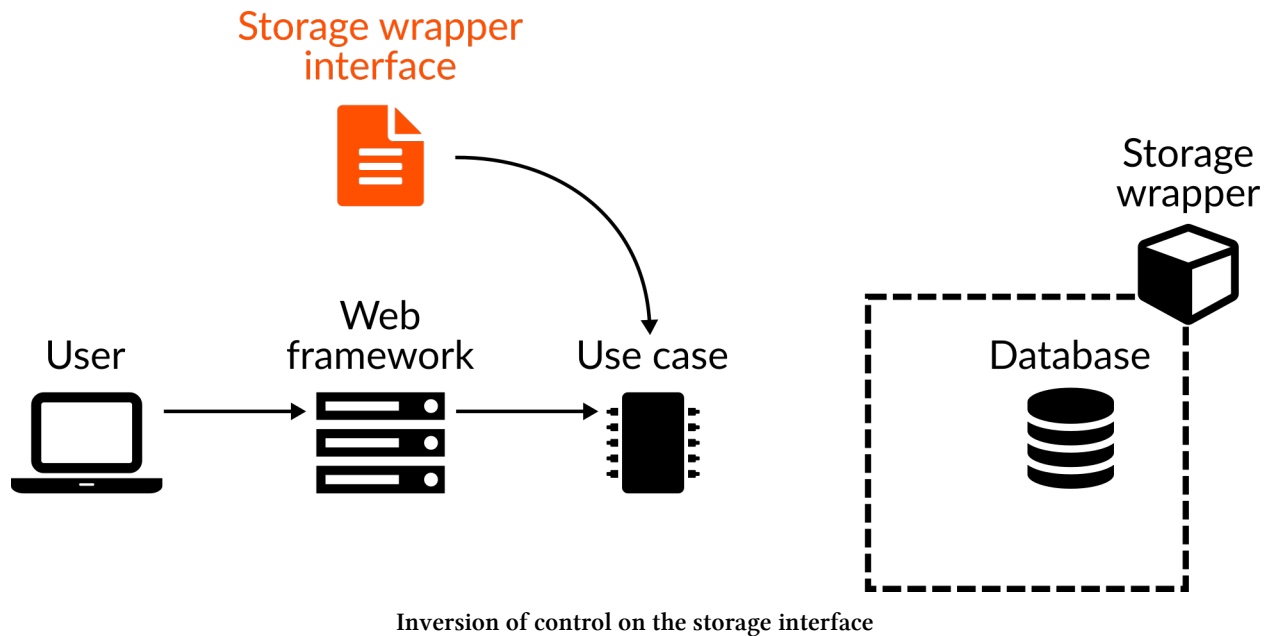 Storage wrapper
interface
Storage
wrapper
Web
framework
User
Use case
Database
Inversion of control on the storage interface